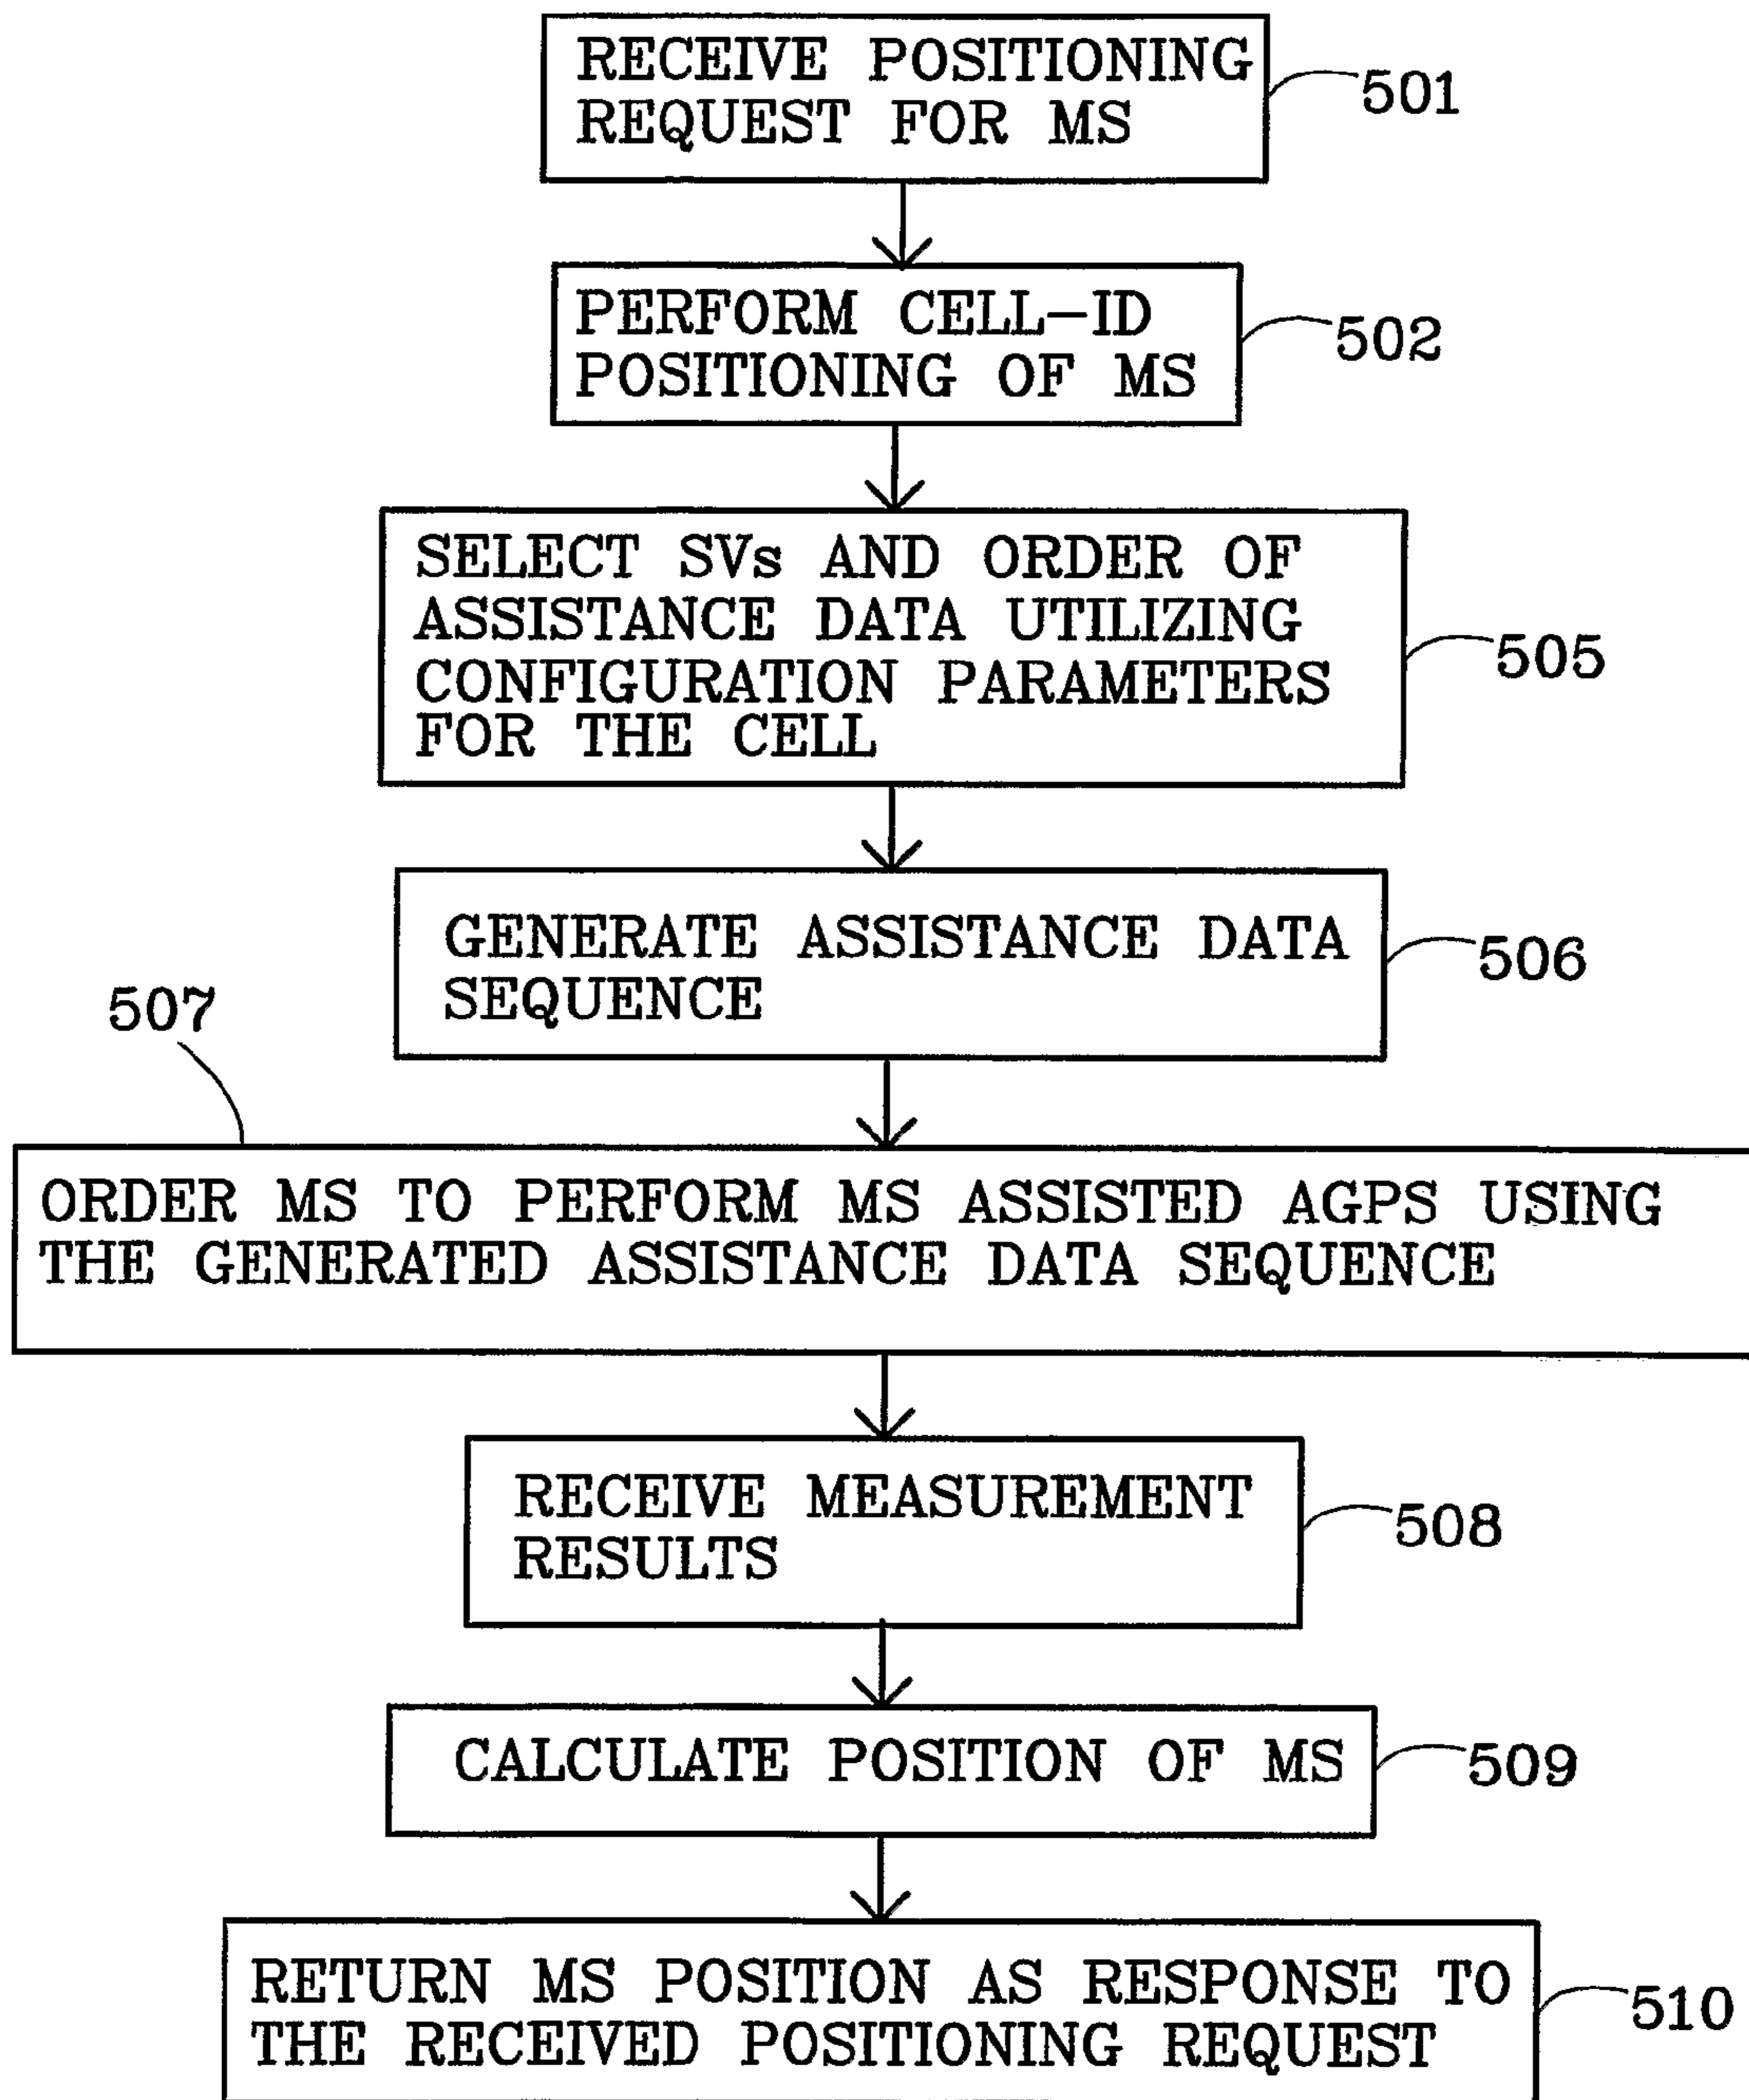 RECEIVE POSITIONING
REQUEST FOR MS
501
PERFORM CELL-ID
POSITIONING OF MS
502
SELECT SVs AND ORDER OF
ASSISTANCE DATA UTILIZING
CONFIGURATION PARAMETERS
FOR THE CELL
505
GENERATE ASSISTANCE DATA
SEQUENCE
506
507
ORDER MS TO PERFORM MS ASSISTED AGPS USING
THE GENERATED ASSISTANCE DATA SEQUENCE
RECEIVE MEASUREMENT
RESULTS
508
CALCULATE POSITION OF MS
509
RETURN MS POSITION AS RESPONSE TO
THE RECEIVED POSITIONING REQUEST
510